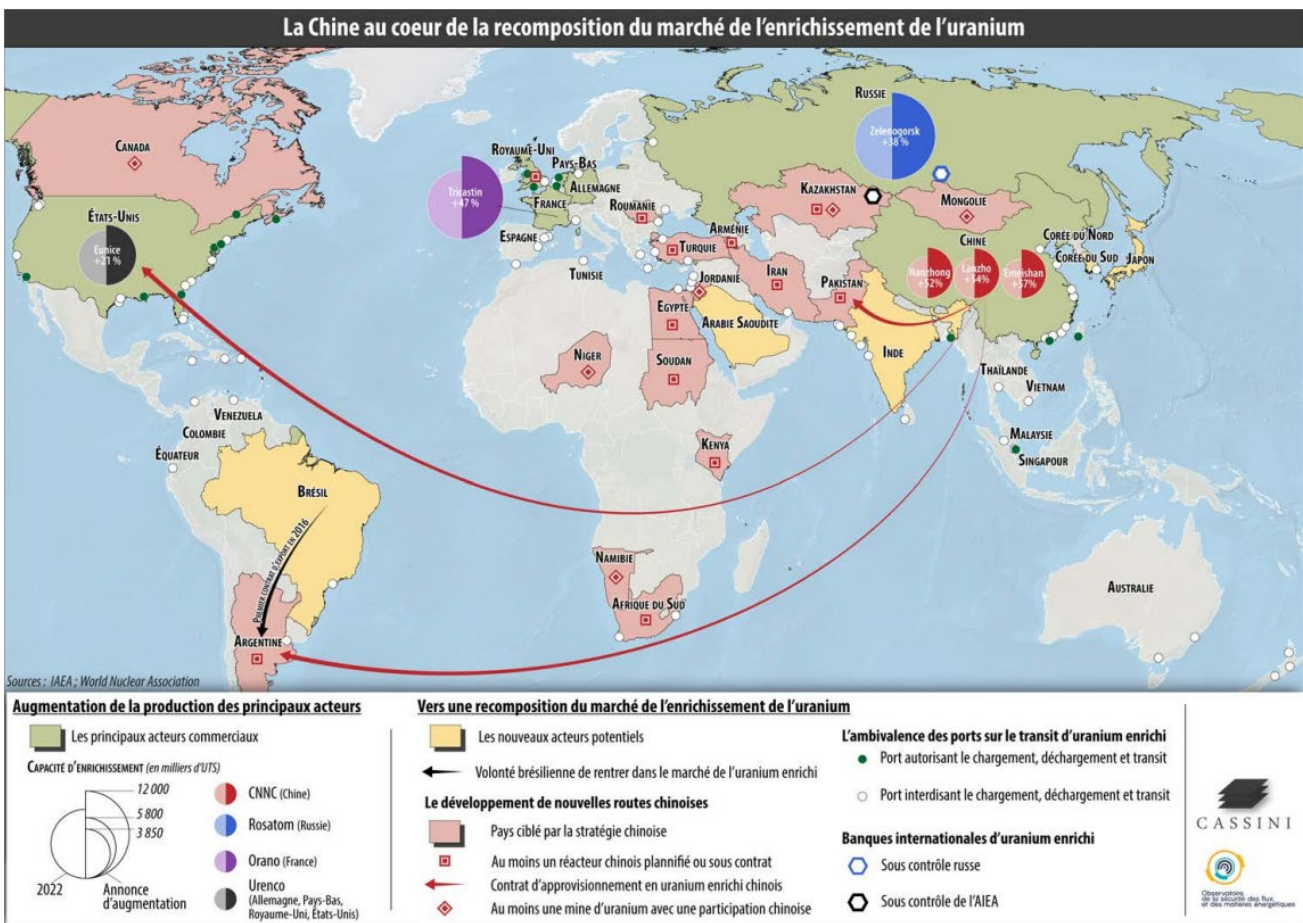 La Chine au coeur de la recomposition du marché de l'enrichissement de l'uranium
RUSSIE
Zelenogorsk
+38 %
CANADA
ROYAUME-UNI
PAYS-BAS
ALLEMAGNE
Tricastin
+47 %
FRANCE
KAZAKHSTAN
MONGOLIE
ROUMANIE
ÉTATS-UNIS
Eunice
+21 %
ESPAGNE
ARMÉNIE
TURQUIE
CHINE
CORÉE DU NORD
CORÉE DU SUD
JAPON
Hanzhong
+52%
Lanzho
+54%
Emeishan
+57%
TUNISIE
JORDANIE
IRAN
PAKISTAN
EGYPTE
ARABIE SAOUDITE
INDE
NIGER
SOUDAN
THAÏLANDE
VIETNAM
VENEZUELA
COLOMBIE
ÉQUATEUR
KENYA
MALAYSIE
SINGAPOUR
BRÉSIL
PREMIER CONTRAT D'EXPORT EN 2016
NAMIBIE
AFRIQUE DU SUD
AUSTRALIE
ARGENTINE
Sources : IAEA ; World Nuclear Association
Augmentation de la production des principaux acteurs
Les principaux acteurs commerciaux
CAPACITÉ D'ENRICHISSEMENT (en milliers d'UTS)
12 000
5 800
3 850
2022
Annonce
d'augmentation
CNNC (Chine)
Rosatom (Russie)
Orano (France)
Urenco
(Allemagne, Pays-Bas,
Royaume-Uni, États-Unis)
Vers une recomposition du marché de l'enrichissement de l'uranium
Les nouveaux acteurs potentiels
Volonté brésilienne de rentrer dans le marché de l'uranium enrichi
Le développement de nouvelles routes chinoises
Pays ciblé par la stratégie chinoise
Au moins un réacteur chinois plannifié ou sous contrat
Contrat d'approvisionnement en uranium enrichi chinois
Au moins une mine d'uranium avec une participation chinoise
L'ambivalence des ports sur le transit d'uranium enrichi
Port autorisant le chargement, déchargement et transit
Port interdisant le chargement, déchargement et transit
Banques internationales d'uranium enrichi
Sous contrôle russe
Sous contrôle de l'AIEA
CASSINI
Observatoire
de la sécurité des flux
et des matières énergétiques